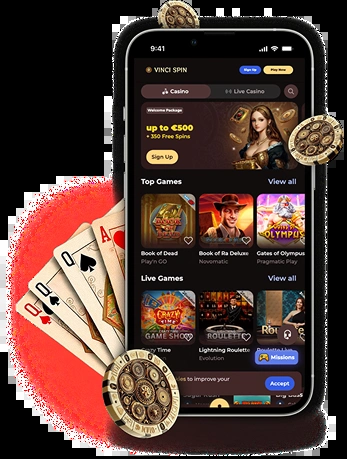 9:41
VINCI SPIN
Sign Up
Play Now
Casino
Live Casino
Welcome Package
up to €500
+ 350 Free Spins
Sign Up
Top Games
View all
Book of Dead
Book of Ra Deluxe
Gates of Olympus
Play'n GO
Novomatic
Pragmatic Play
Live Games
View all
CRAZY TIME
GAME SHOW
ROULETTE
Time
Lightning Roulette
Evolution
Missions
to improve your
Accept
A
Q
Q